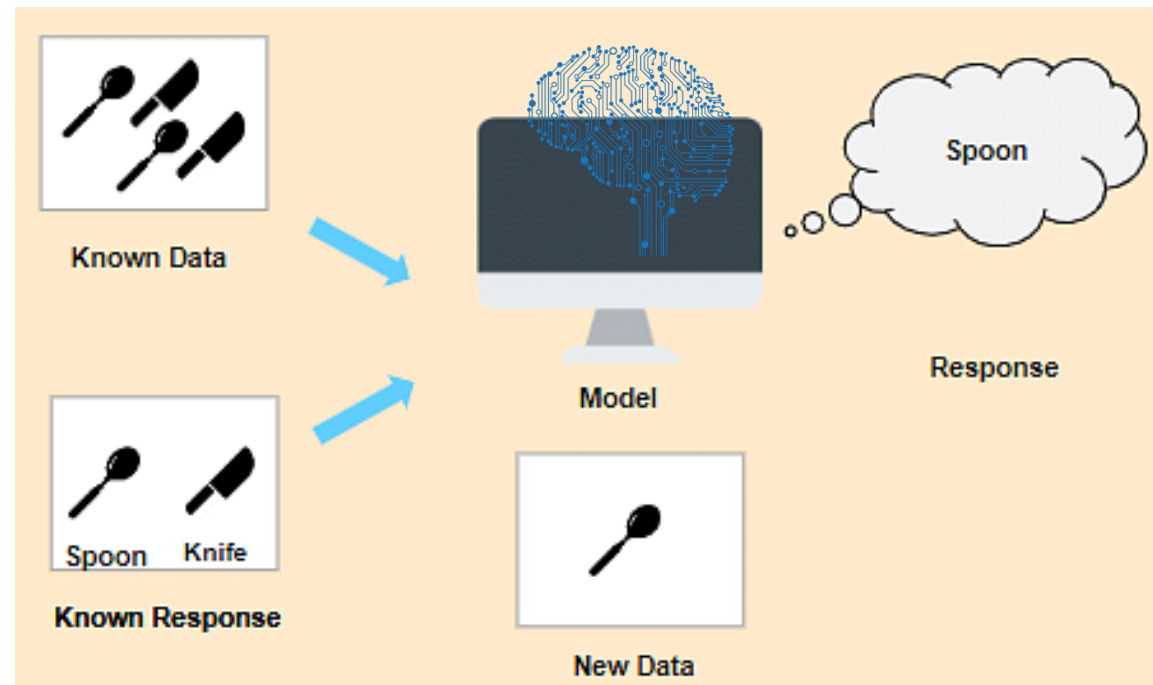 Known Data
Spoon
Knife
Known Response
Model
New Data
Spoon
Response